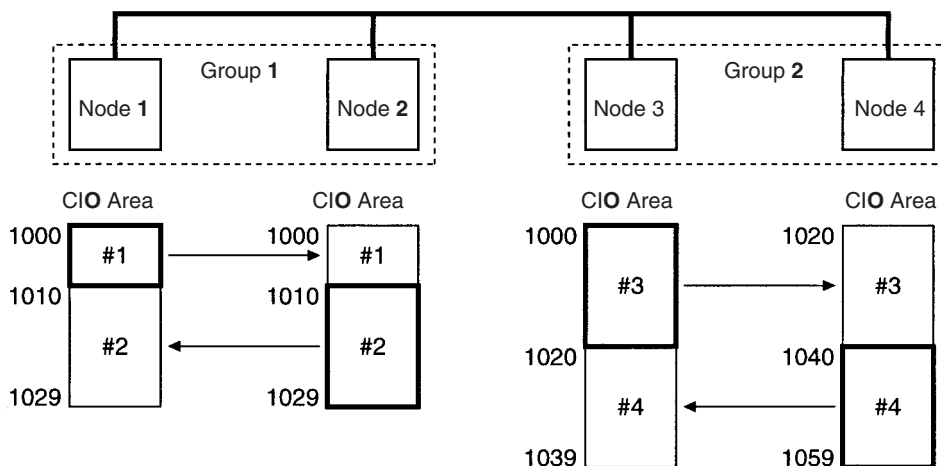 Group 1
Group 2
Node 1
Node 2
Node 3
Node 4
CIO Area
CIO Area
CIO Area
CIO Area
1000
#1
1010
#2
1029
1000
#1
1010
#2
1029
1000
#3
1020
#4
1039
1020
#3
1040
#4
1059